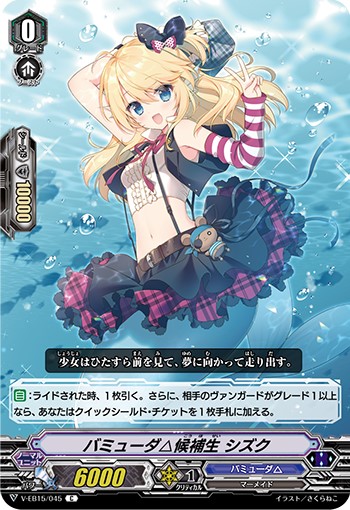 0
グレード
ブースト
シールド 10000
少女はひたすら前を見て、夢に向かって走り出す。
:ライドされた時、1枚引く。さらに、相手のヴァンガードがグレード1以上
なら、あなたはクイックシールド・チケットを1枚手札に加える。
バミューダ△候補生 シズク
ノーマル
ユニット
パワー
6000
1
クリティカル
バミューダ△
マーメイド
V-EB15/045 C
イラスト/さくらねこ